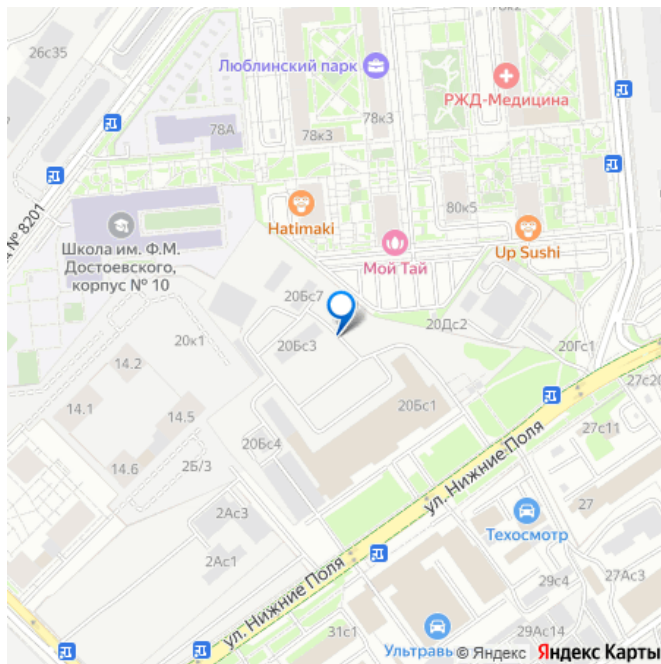 78к2
26с35
Люблинский парк
РЖД-Медицина
78А
78к3
78к3
80к5
Hatimaki
Up Sushi
Мой Тай
№ 8201
Школа им. Ф.М.
Достоевского,
корпус № 10
20Бс7
20Дс2
20к1
20Бс3
20Гс1
14.2
27с20
14.1
14.5
20Бс1
27с11
ул. Нижние Поля
20Бс4
14.6
2Б/3
27
2Ас3
Техосмотр
2Ас1
27Ас3
29с4
ул. Нижние Поля
31с1
29Ас14
Ультравь
© Яндекс Яндекс Карты